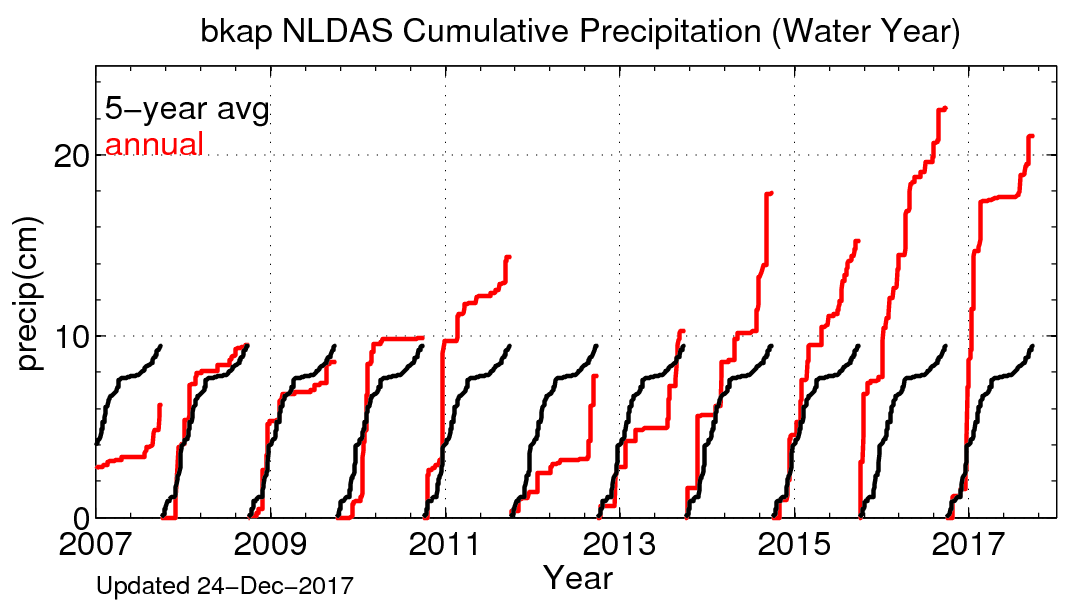 bkap NLDAS Cumulative Precipitation (Water Year)
5−year avg
annual
20
10
0
precip(cm)
2007 2009 2011 2013 2015 2017
Year
Updated 24−Dec−2017